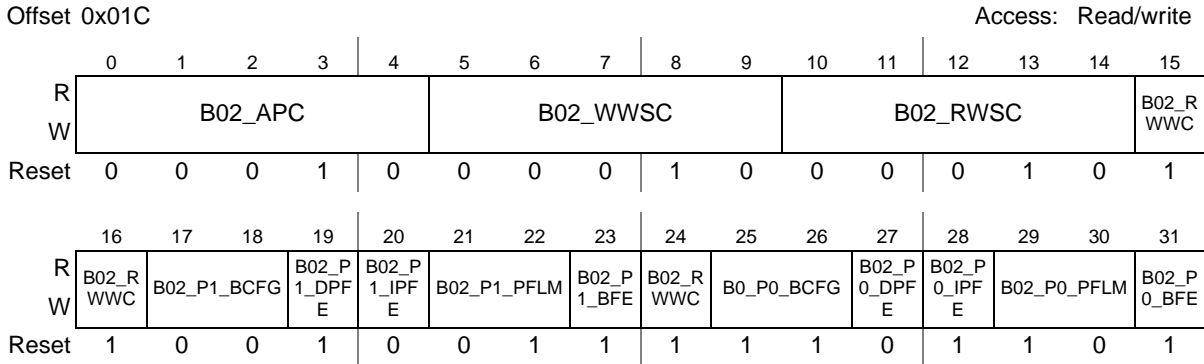 Offset 0x01C Access: Read/write
0 1 2 3 4 5 6 7 8 9 10 11 12 13 14 15
R
W
B02_APC B02_WWSC B02_RWSC B02_R
WWC
Reset 0 0 0 1 0 0 0 0 1 0 0 0 0 1 0 1
16 17 18 19 20 21 22 23 24 25 26 27 28 29 30 31
R
W
B02_R
WWC
B02_P1_BCFG
B02_P
1_DPF
E
B02_P
1_IPF
E
B02_P1_PFLM
B02_P
1_BFE
B02_R
WWC
B0_P0_BCFG
B02_P
0_DPF
E
B02_P
0_IPF
E
B02_P0_PFLM
B02_P
0_BFE
Reset 1 0 0 1 0 0 1 1 1 1 1 0 1 1 0 1